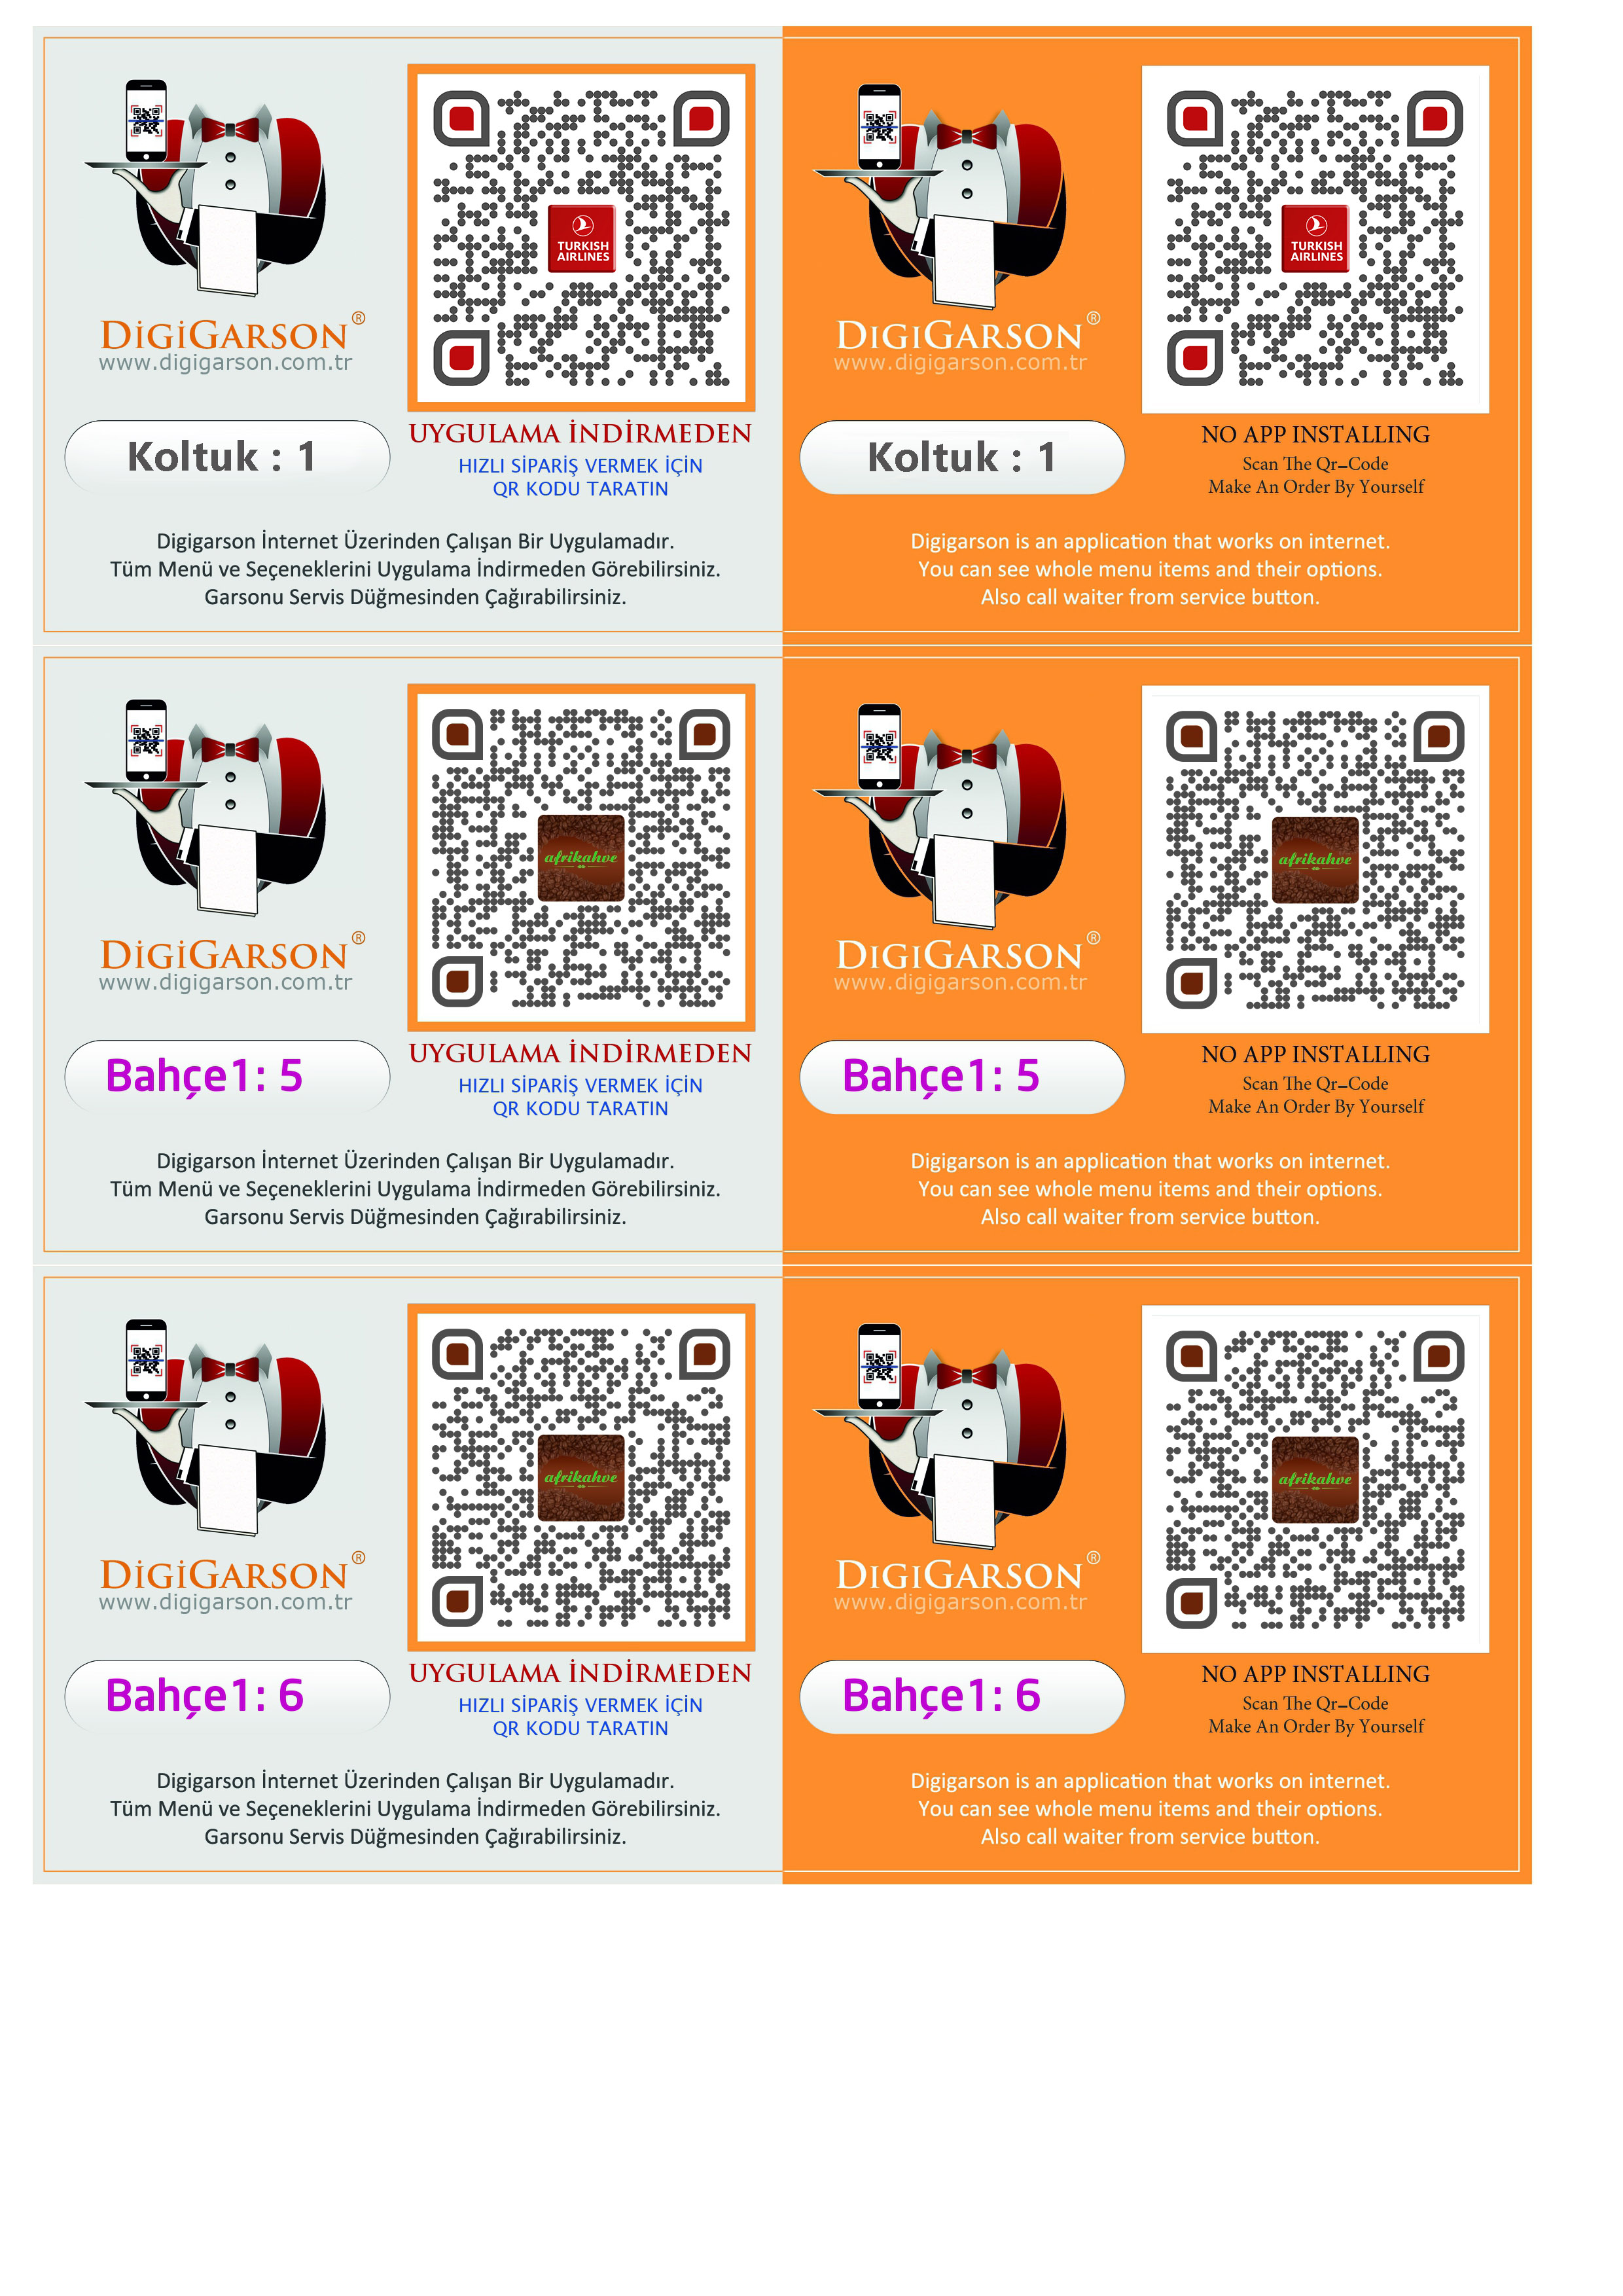 DiGiGARSON®
www.digigarson.com.tr
TURKISH
AIRLINES
Koltuk : 1
UYGULAMA İNDİRMEDEN
HIZLI SİPARİŞ VERMEK İÇİN
QR KODU TARATIN
Digigarson İnternet Üzerinden Çalışan Bir Uygulamadır.
Tüm Menü ve Seçeneklerini Uygulama İndirmeden Görebilirsiniz.
Garsonu Servis Düğmesinden Çağırabilirsiniz.
DIGIGARSON®
www.digigarson.com.tr
TURKISH
AIRLINES
Koltuk : 1
NO APP INSTALLING
Scan The Qr-Code
Make An Order By Yourself
Digigarson is an application that works on internet.
You can see whole menu items and their options.
Also call waiter from service button.
DiGiGARSON®
www.digigarson.com.tr
afrikahve
Bahçe1: 5
UYGULAMA İNDİRMEDEN
HIZLI SİPARİŞ VERMEK İÇİN
QR KODU TARATIN
Digigarson İnternet Üzerinden Çalışan Bir Uygulamadır.
Tüm Menü ve Seçeneklerini Uygulama İndirmeden Görebilirsiniz.
Garsonu Servis Düğmesinden Çağırabilirsiniz.
DIGIGARSON®
www.digigarson.com.tr
afrikahve
Bahçe1: 5
NO APP INSTALLING
Scan The Qr-Code
Make An Order By Yourself
Digigarson is an application that works on internet.
You can see whole menu items and their options.
Also call waiter from service button.
DiGiGARSON®
www.digigarson.com.tr
afrikahve
Bahçe1: 6
UYGULAMA İNDİRMEDEN
HIZLI SİPARİŞ VERMEK İÇİN
QR KODU TARATIN
Digigarson İnternet Üzerinden Çalışan Bir Uygulamadır.
Tüm Menü ve Seçeneklerini Uygulama İndirmeden Görebilirsiniz.
Garsonu Servis Düğmesinden Çağırabilirsiniz.
DIGIGARSON®
www.digigarson.com.tr
afrikahve
Bahçe1: 6
NO APP INSTALLING
Scan The Qr-Code
Make An Order By Yourself
Digigarson is an application that works on internet.
You can see whole menu items and their options.
Also call waiter from service button.